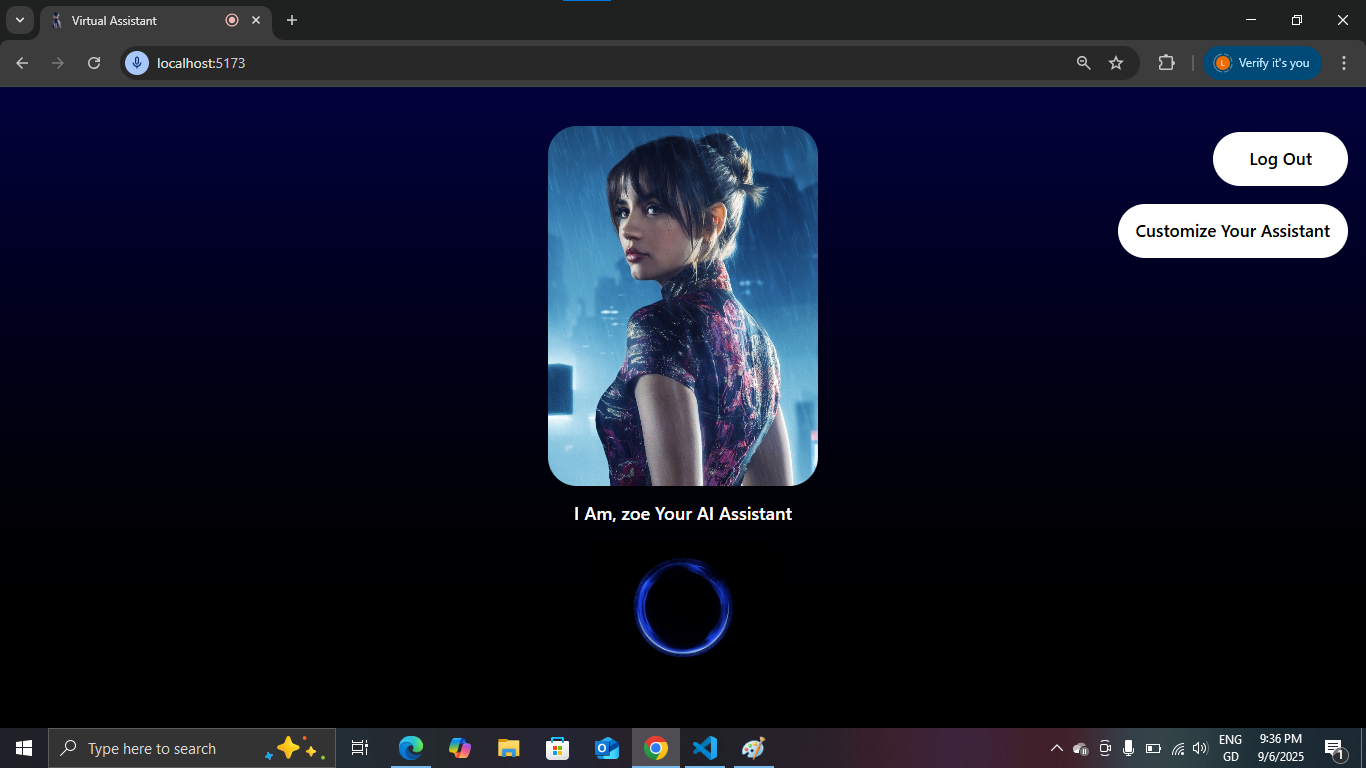 Virtual Assistant
localhost:5173
Verify it's you
Log Out
Customize Your Assistant
I Am, zoe Your AI Assistant
Type here to search
ENG
GD
9:36 PM
9/6/2025
1